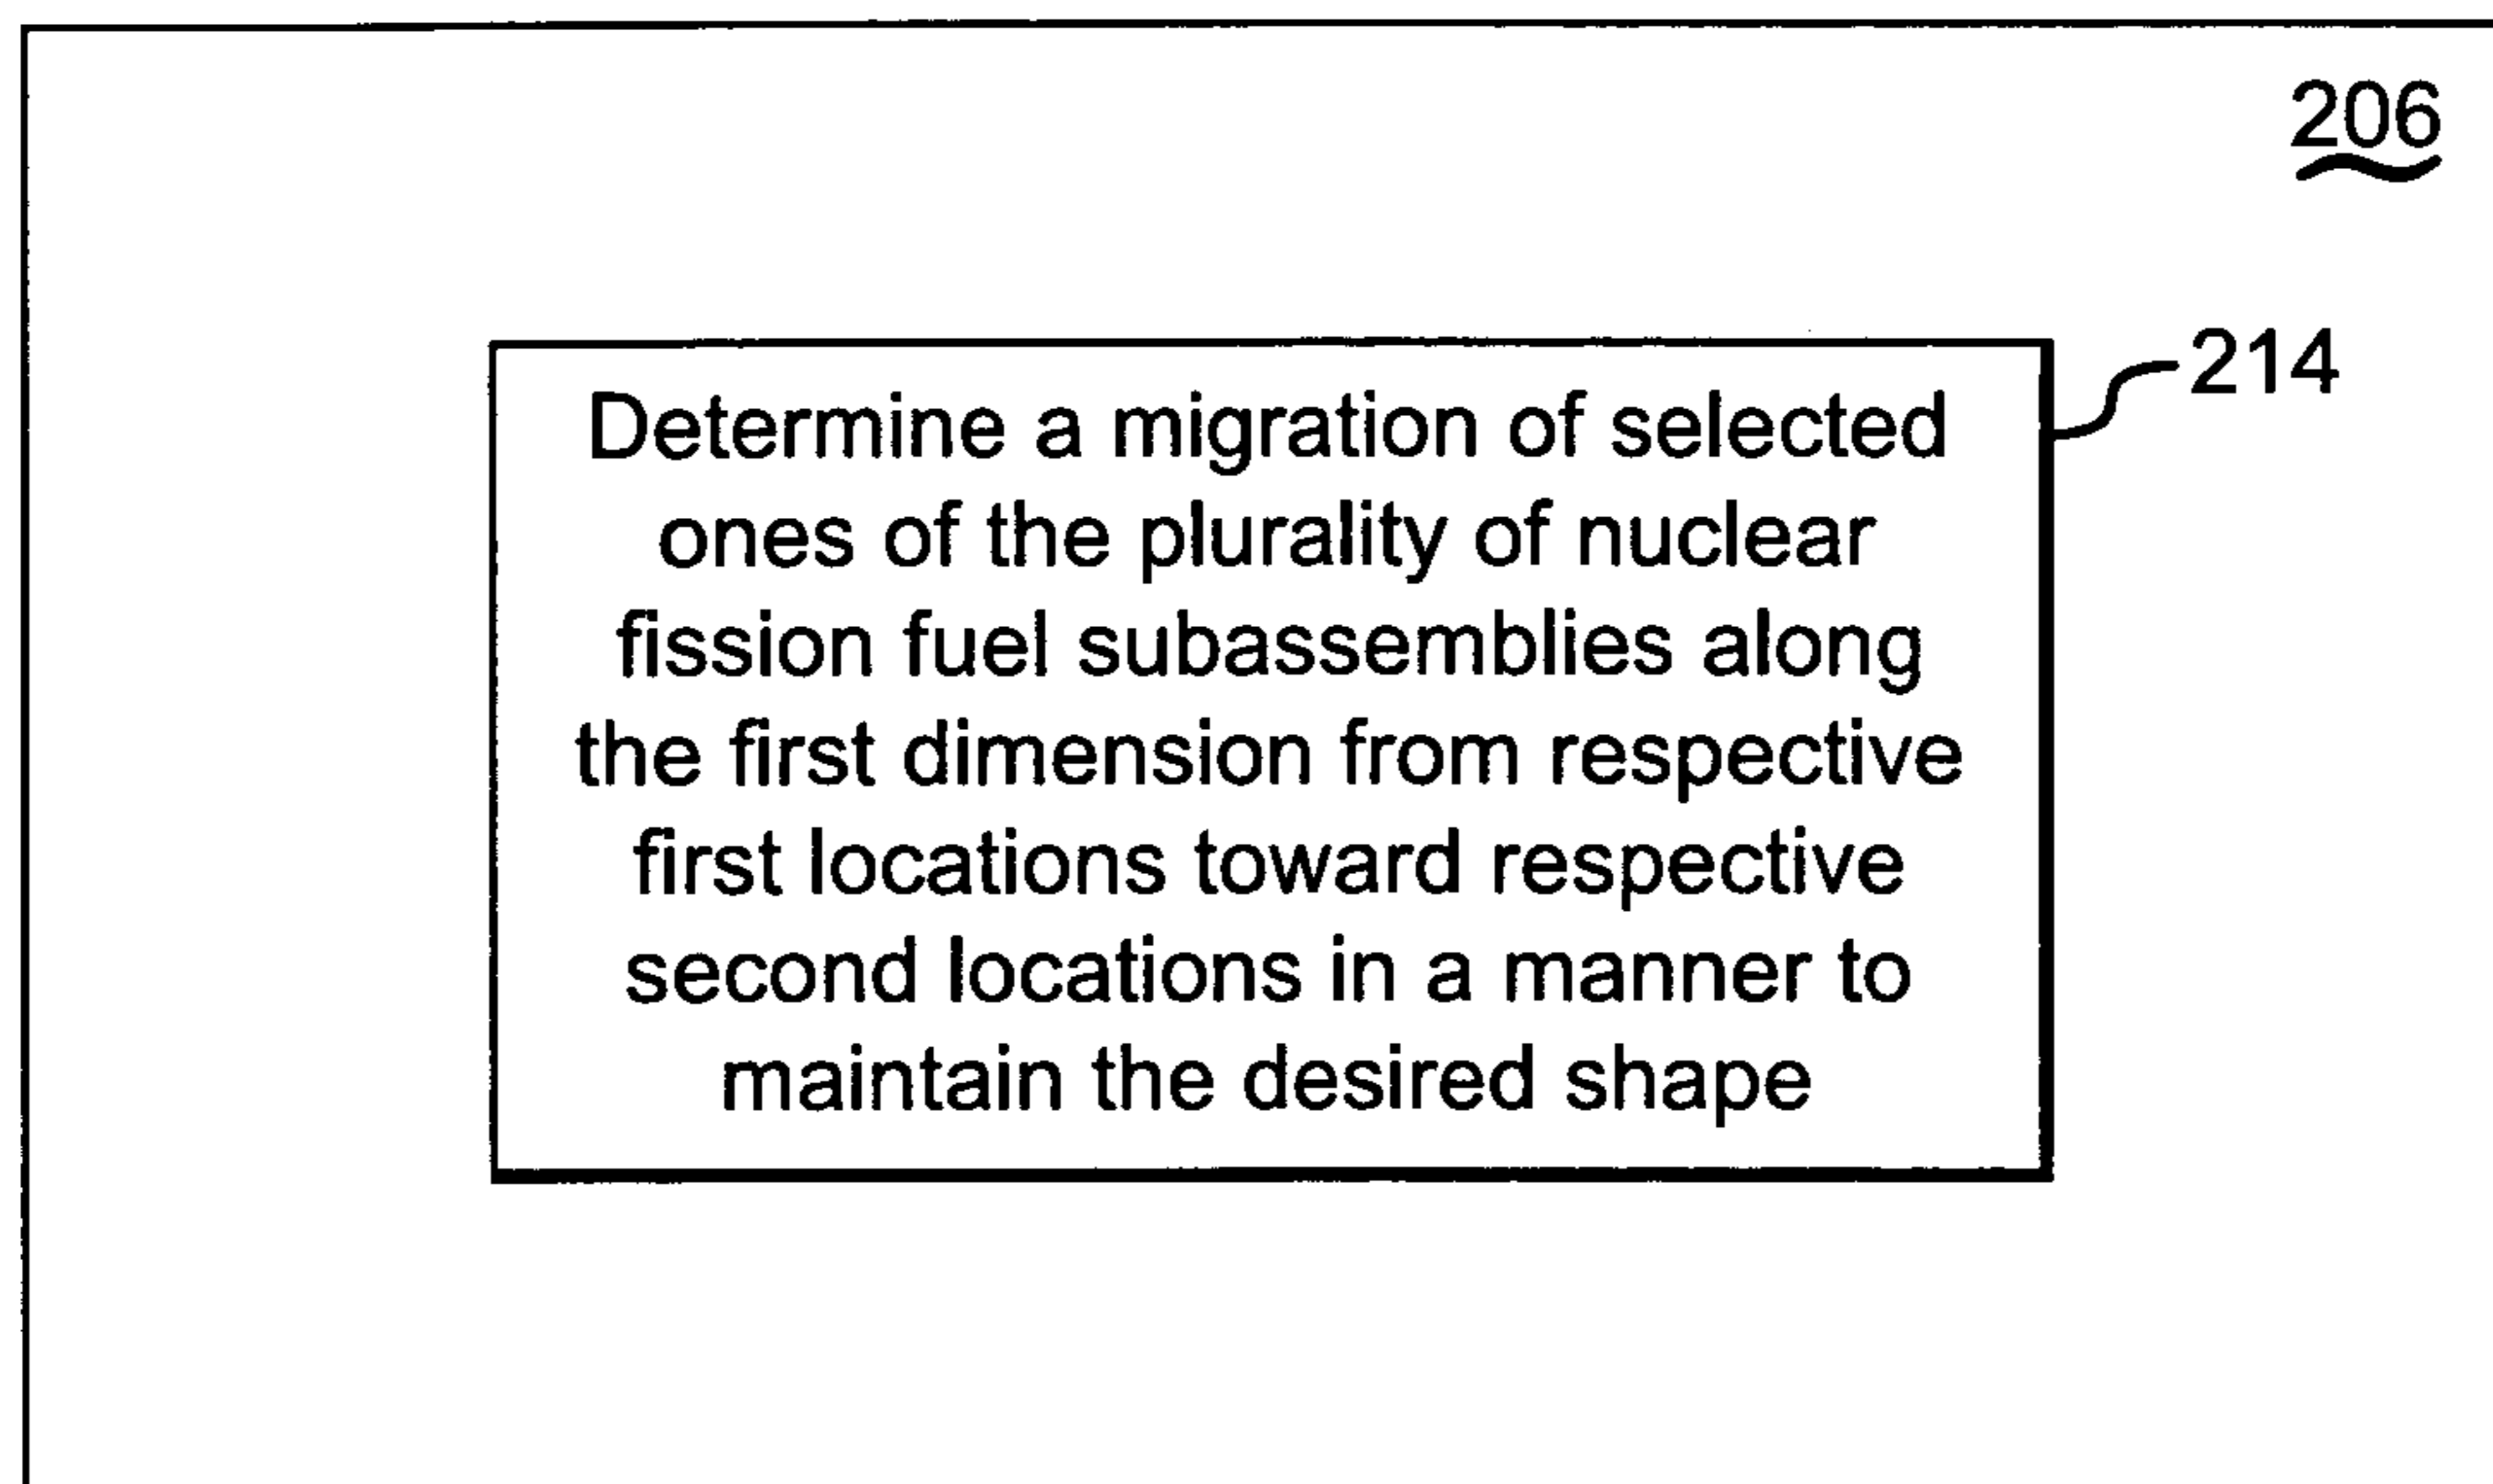 206
214
Determine a migration of selected
ones of the plurality of nuclear
fission fuel subassemblies along
the first dimension from respective
first locations toward respective
second locations in a manner to
maintain the desired shape